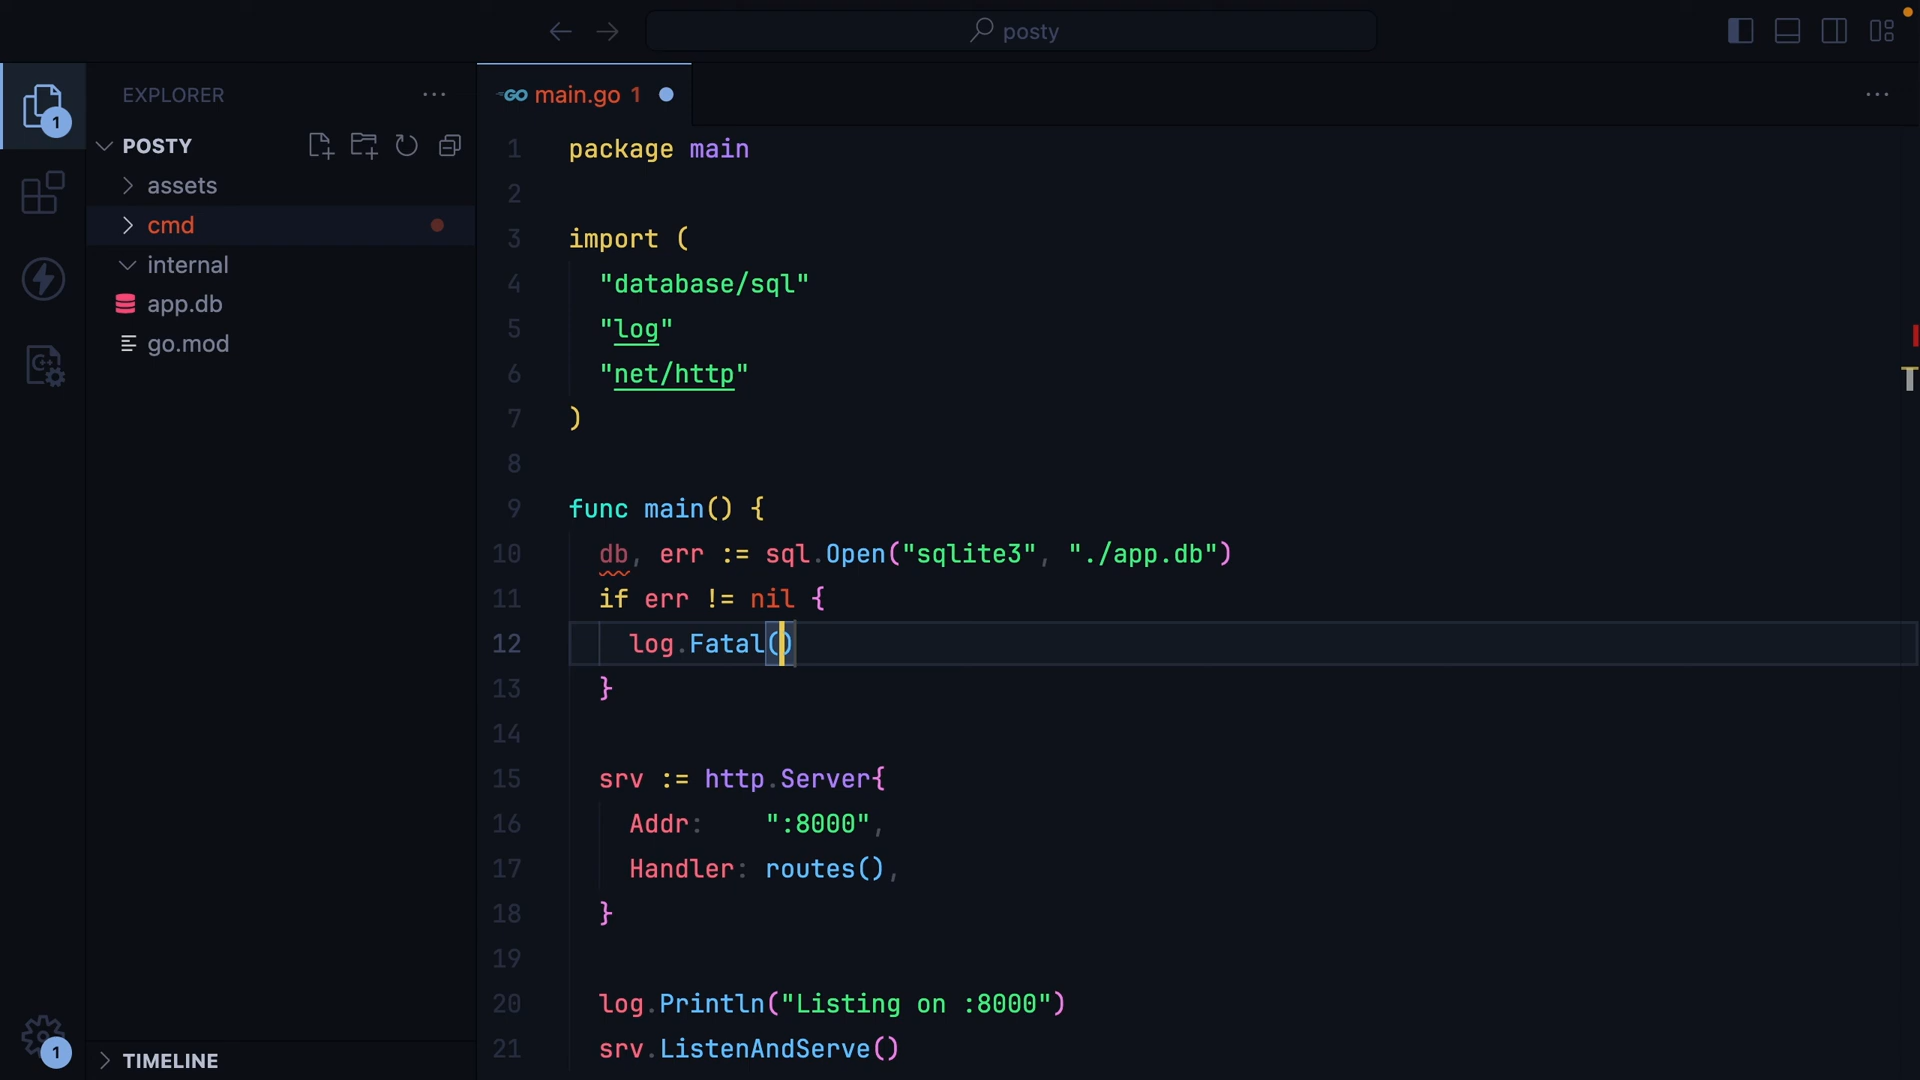 posty
EXPLORER
1
POSTY
assets
cmd
internal
app.db
go.mod
C++
1
TIMELINE
GO main.go 1
1 package main
2
3 import (
4 "database/sql"
5 "log"
6 "net/http"
7 )
8
9 func main() {
10 db, err := sql.Open("sqlite3", "./app.db")
11 if err != nil {
12 log.Fatal()
13 }
14
15 srv := http.Server{
16 Addr: ":8000",
17 Handler: routes(),
18 }
19
20 log.Println("Listing on :8000")
21 srv.ListenAndServe()